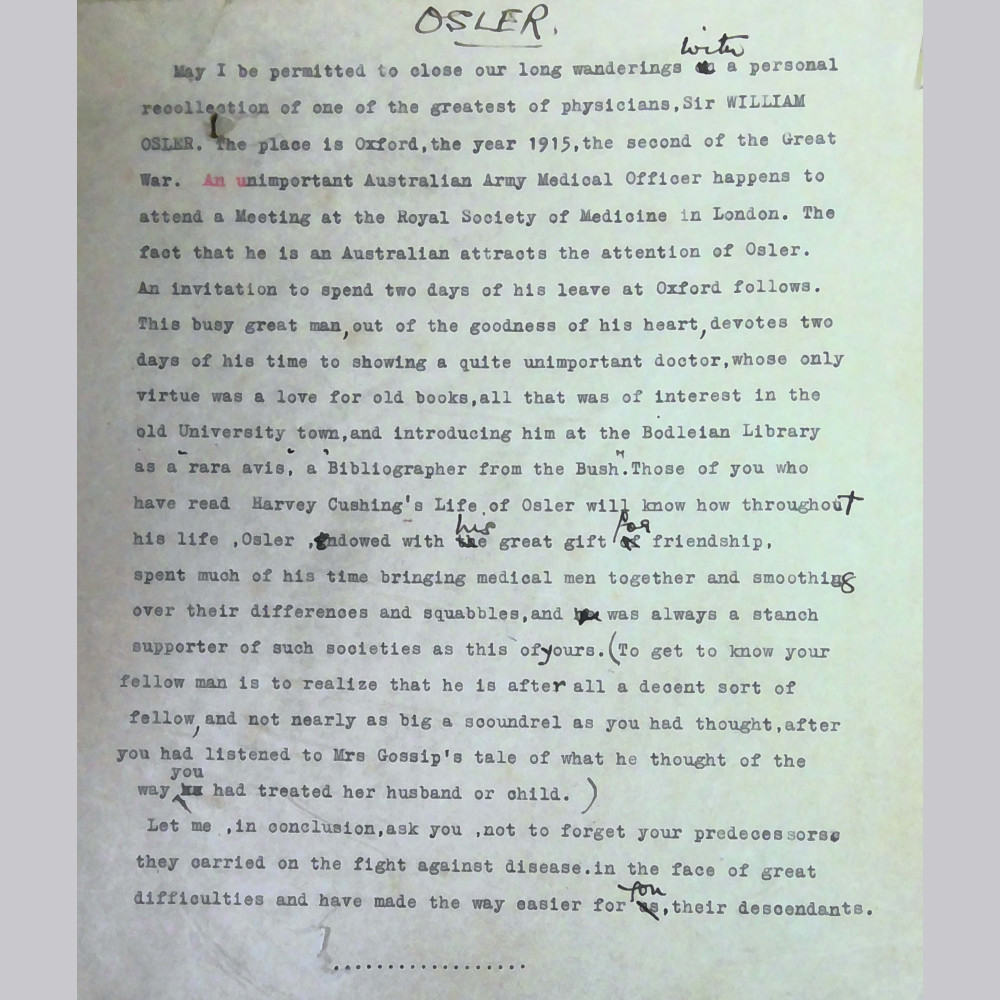 OSLER.
with
May I be permitted to close our long wanderings a personal
recollection of one of the greatest of physicians,Sir WILLIAM
OSLER. The place is Oxford,the year 1915,the second of the Great
War. An unimportant Australian Army Medical Officer happens to
attend a Meeting at the Royal Society of Medicine in London. The
fact that he is an Australian attracts the attention of Osler.
An invitation to spend two days of his leave at Oxford follows.
This busy great man,out of the goodness of his heart,devotes two
days of his time to showing a quite unimportant doctor,whose only
virtue was a love for old books,all that was of interest in the
old University town,and introducing him at the Bodleian Library
as a "rara avis", a "Bibliographer from the Bush".Those of you who
have read Harvey Cushing's Life of Osler will know how throughout
his for
his life ,Osler ,endowed with the great gift of friendship,
spent much of his time bringing medical men together and smoothing
over their differences and squabbles,and was always a stanch
supporter of such societies as this of yours.(To get to know your
fellow man is to realize that he is after all a decent sort of
fellow,and not nearly as big a scoundrel as you had thought,after
you had listened to Mrs Gossip's tale of what he thought of the
you
way had treated her husband or child. )
Let me ,in conclusion,ask you ,not to forget your predecessors
they carried on the fight against disease.in the face of great
you
difficulties and have made the way easier for us,their descendants.
..................